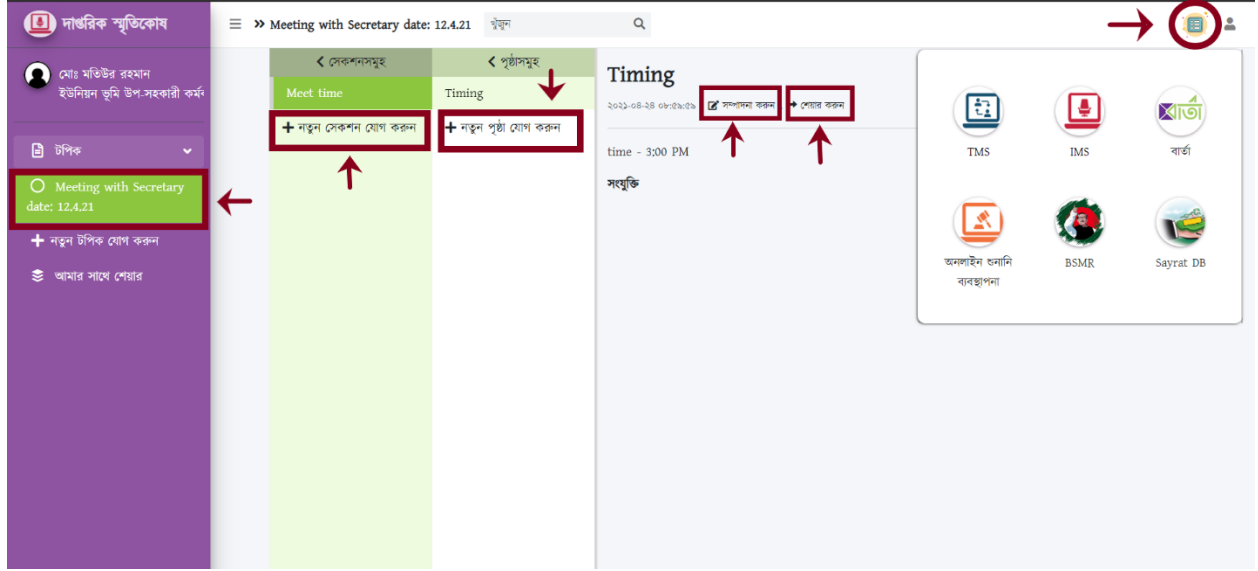 দাপ্তরিক স্মৃতিকোষ
» Meeting with Secretary date: 12.4.21
খুঁজুন
মোঃ মতিউর রহমান
ইউনিয়ন ভূমি উপ-সহকারী কর্মক
টপিক
Meeting with Secretary
date: 12.4.21
নতুন টপিক যোগ করুন
আমার সাথে শেয়ার
সেকশনসমুহ
Meet time
নতুন সেকশন যোগ করুন
পৃষ্ঠাসমুহ
Timing
নতুন পৃষ্ঠা যোগ করুন
Timing
সম্পাদনা করুন
শেয়ার করুন
time - 3:00 PM
সংযুক্তি
বার্তা
TMS
IMS
বার্তা
অনলাইন শুনানি
ব্যবস্থাপনা
BSMR
Sayrat DB